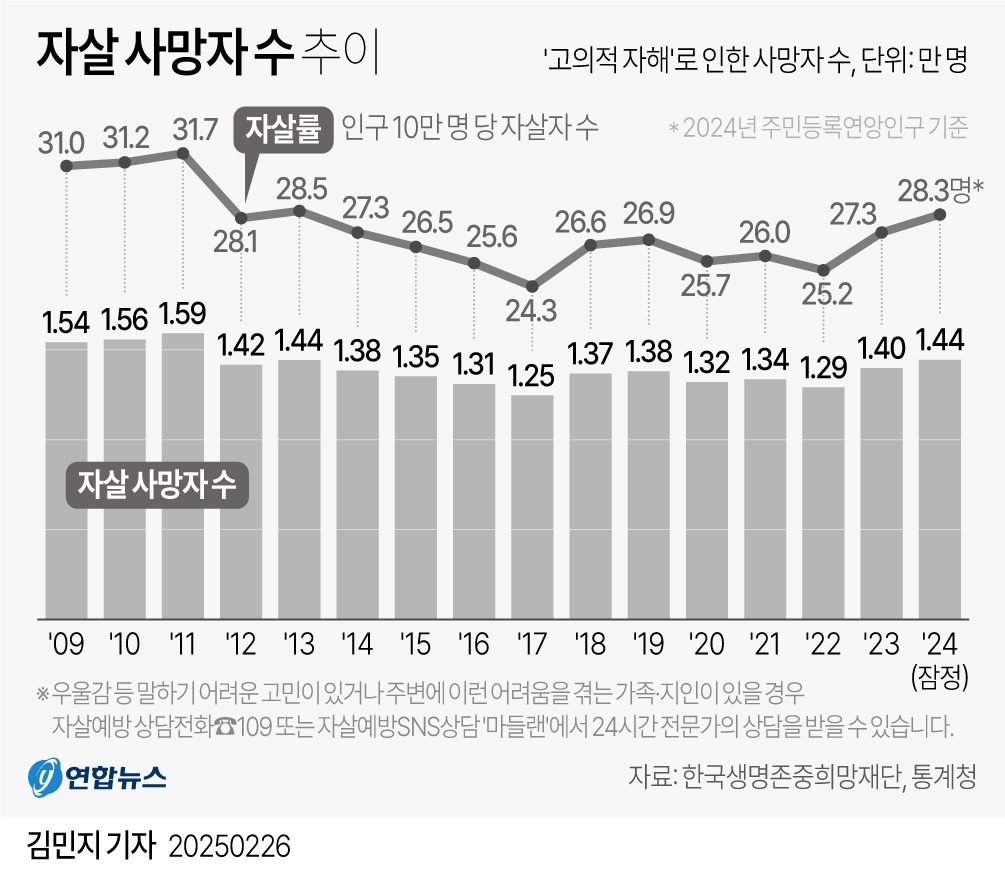 자살 사망자 수 추이
'고의적 자해'로 인한 사망자 수, 단위: 만 명
자살률 인구 10만 명 당 자살자 수
*2024년 주민등록연앙인구 기준
31.0 31.2 31.7 28.1 28.5 27.3 26.5 25.6 24.3 26.6 26.9 25.7 26.0 25.2 27.3 28.3명*
1.54 1.56 1.59 1.42 1.44 1.38 1.35 1.31 1.25 1.37 1.38 1.32 1.34 1.29 1.40 1.44
자살 사망자 수
'09 '10 '11 '12 '13 '14 '15 '16 '17 '18 '19 '20 '21 '22 '23 '24
(잠정)
※ 우울감 등 말하기 어려운 고민이 있거나 주변에 이런 어려움을 겪는 가족·지인이 있을 경우
자살예방 상담전화☎109 또는 자살예방SNS상담 '마들랜'에서 24시간 전문가의 상담을 받을 수 있습니다.
연합뉴스
자료: 한국생명존중희망재단, 통계청
김민지 기자 20250226